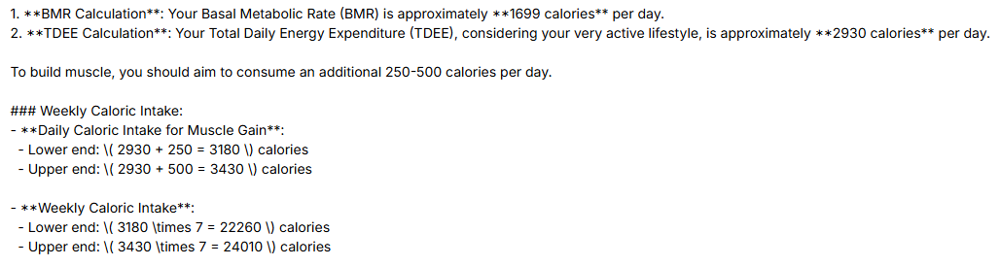 1. **BMR Calculation**: Your Basal Metabolic Rate (BMR) is approximately **1699 calories** per day.
2. **TDEE Calculation**: Your Total Daily Energy Expenditure (TDEE), considering your very active lifestyle, is approximately **2930 calories** per day.
To build muscle, you should aim to consume an additional 250-500 calories per day.
### Weekly Caloric Intake:
- **Daily Caloric Intake for Muscle Gain**:
- Lower end: \( 2930 + 250 = 3180 \) calories
- Upper end: \( 2930 + 500 = 3430 \) calories
- **Weekly Caloric Intake**:
- Lower end: \( 3180 \times 7 = 22260 \) calories
- Upper end: \( 3430 \times 7 = 24010 \) calories